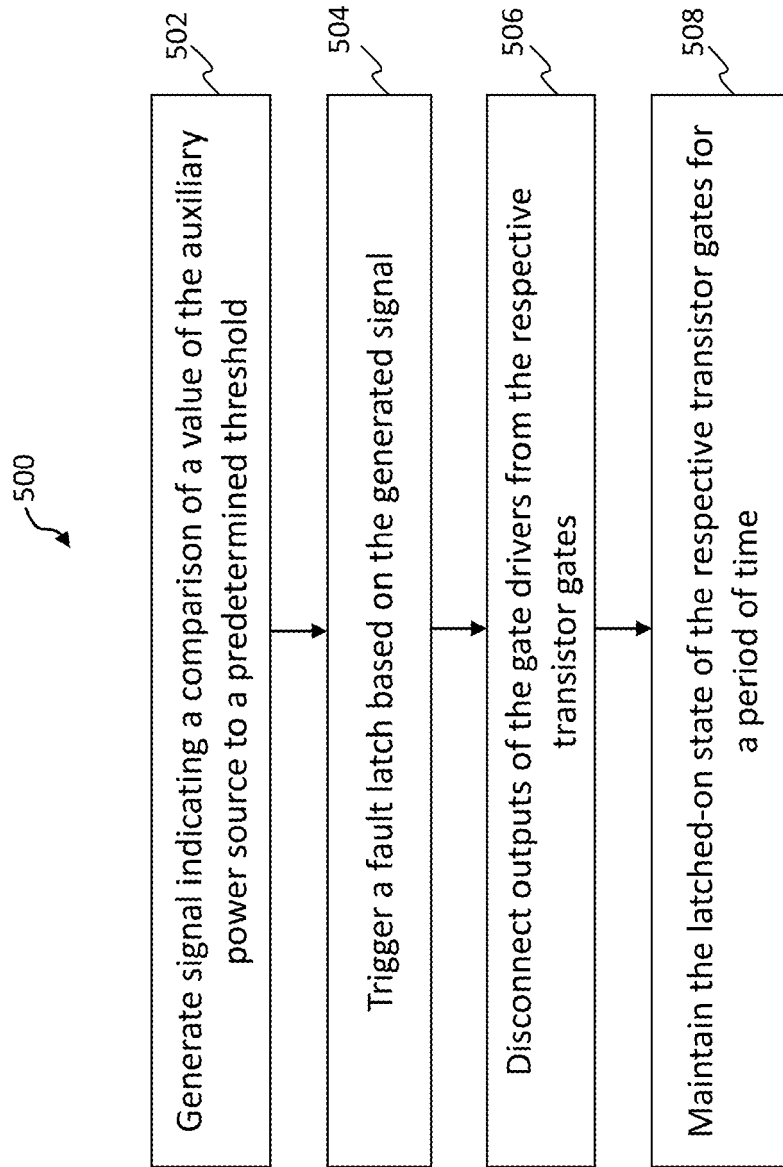 500
502
Generate signal indicating a comparison of a value of the auxiliary
power source to a predetermined threshold
504
Trigger a fault latch based on the generated signal
506
Disconnect outputs of the gate drivers from the respective
transistor gates
508
Maintain the latched-on state of the respective transistor gates for
a period of time